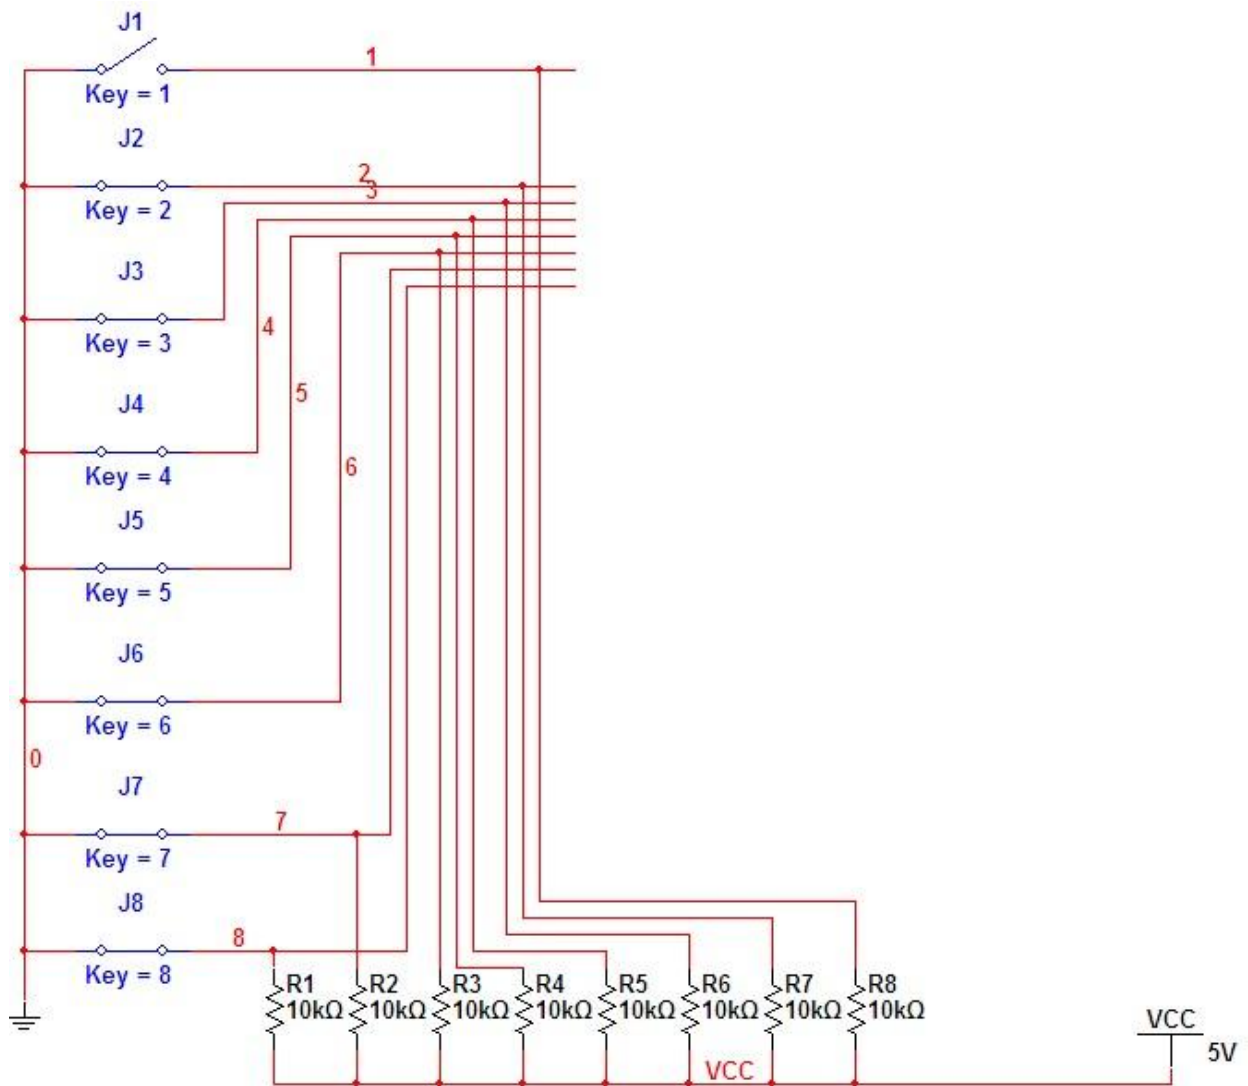 J1
1
Key = 1
J2
2
3
Key = 2
J3
4
Key = 3
5
J4
6
Key = 4
J5
Key = 5
J6
Key = 6
0
J7
7
Key = 7
J8
8
Key = 8
R1 R2 R3 R4 R5 R6 R7 R8
10kΩ 10kΩ 10kΩ 10kΩ 10kΩ 10kΩ 10kΩ 10kΩ
VCC
5V
VCC